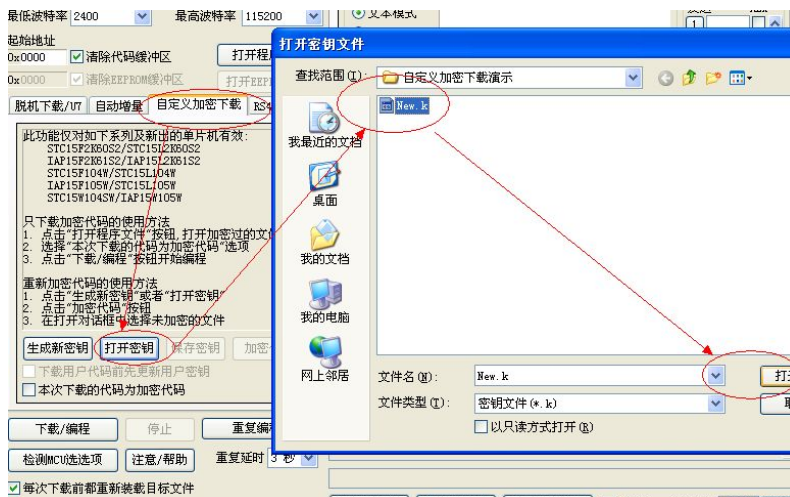 最低波特率 2400 最高波特率 115200 文本模式
起始地址
0x0000 清除代码缓冲区 打开程
0x0000 清除EEPROM缓冲区 打开EEP
脱机下载/U7 自动增量 自定义加密下载 RS4
此功能仅对如下系列及新出的单片机有效:
STC15F2K60S2/STC15L2K60S2
IAP15F2K61S2/IAP15L2K61S2
STC15F104W/STC15L104W
IAP15F105W/STC15L105W
STC15W104SW/IAP15W105W
只下载加密代码的使用方法
1. 点击"打开程序文件"按钮,打开加密过的文
2. 选择"本次下载的代码为加密代码"选项
3. 点击"下载/编程"按钮开始编程
重新加密代码的使用方法
1. 点击"生成新密钥"或者"打开密钥"
2. 点击"加密代码"按钮
3. 在打开对话框中选择未加密的文件
生成新密钥 打开密钥 保存密钥 加密
下载用户代码前先更新用户密钥
本次下载的代码为加密代码
下载/编程 停止 重复编
检测MCU选选项 注意/帮助 重复延时 3 秒
每次下载前都重新装载目标文件
打开密钥文件
查找范围(I): 自定义加密下载演示
New.k
我最近的文档
桌面
我的文档
我的电脑
网上邻居
文件名(N): New.k 打
文件类型(T): 密钥文件(*.k) 取
以只读方式打开(R)
1